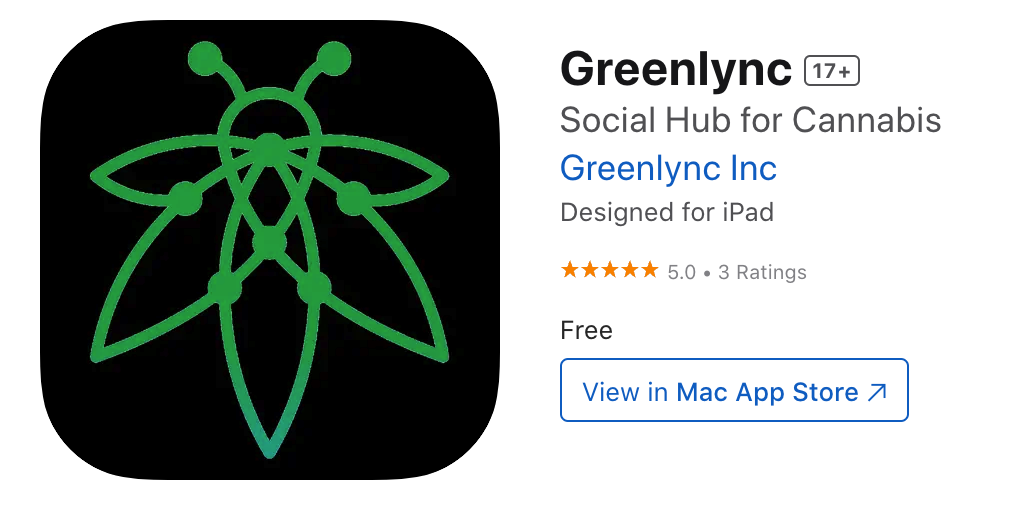 Greenlync 17+
Social Hub for Cannabis
Greenlync Inc
Designed for iPad
★★★★★ 5.0 • 3 Ratings
Free
View in Mac App Store ↗